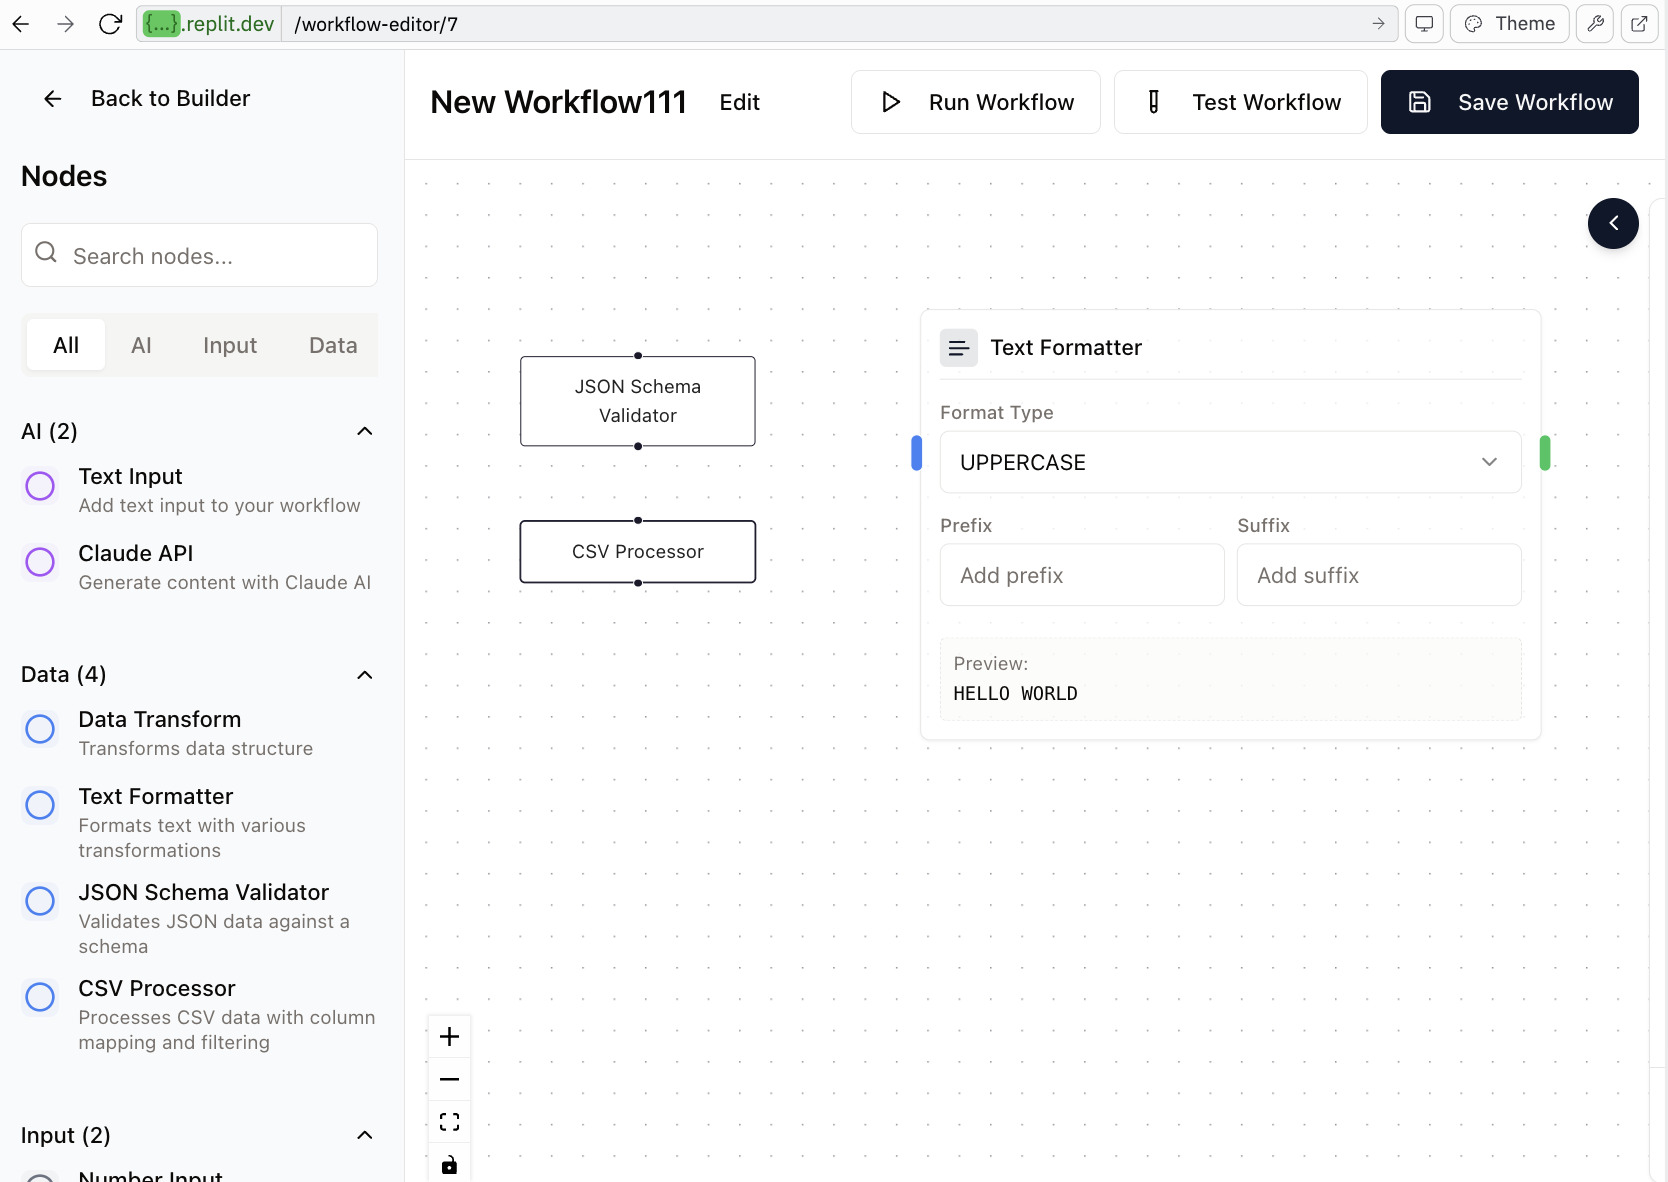 {...}.replit.dev /workflow-editor/7 Theme
Back to Builder
New Workflow111 Edit Run Workflow Test Workflow Save Workflow
Nodes
Search nodes...
All AI Input Data
AI (2)
Text Input
Add text input to your workflow
Claude API
Generate content with Claude AI
Data (4)
Data Transform
Transforms data structure
Text Formatter
Formats text with various
transformations
JSON Schema Validator
Validates JSON data against a
schema
CSV Processor
Processes CSV data with column
mapping and filtering
Input (2)
Number Input
JSON Schema
Validator
CSV Processor
Text Formatter
Format Type
UPPERCASE
Prefix Suffix
Add prefix Add suffix
Preview:
HELLO WORLD